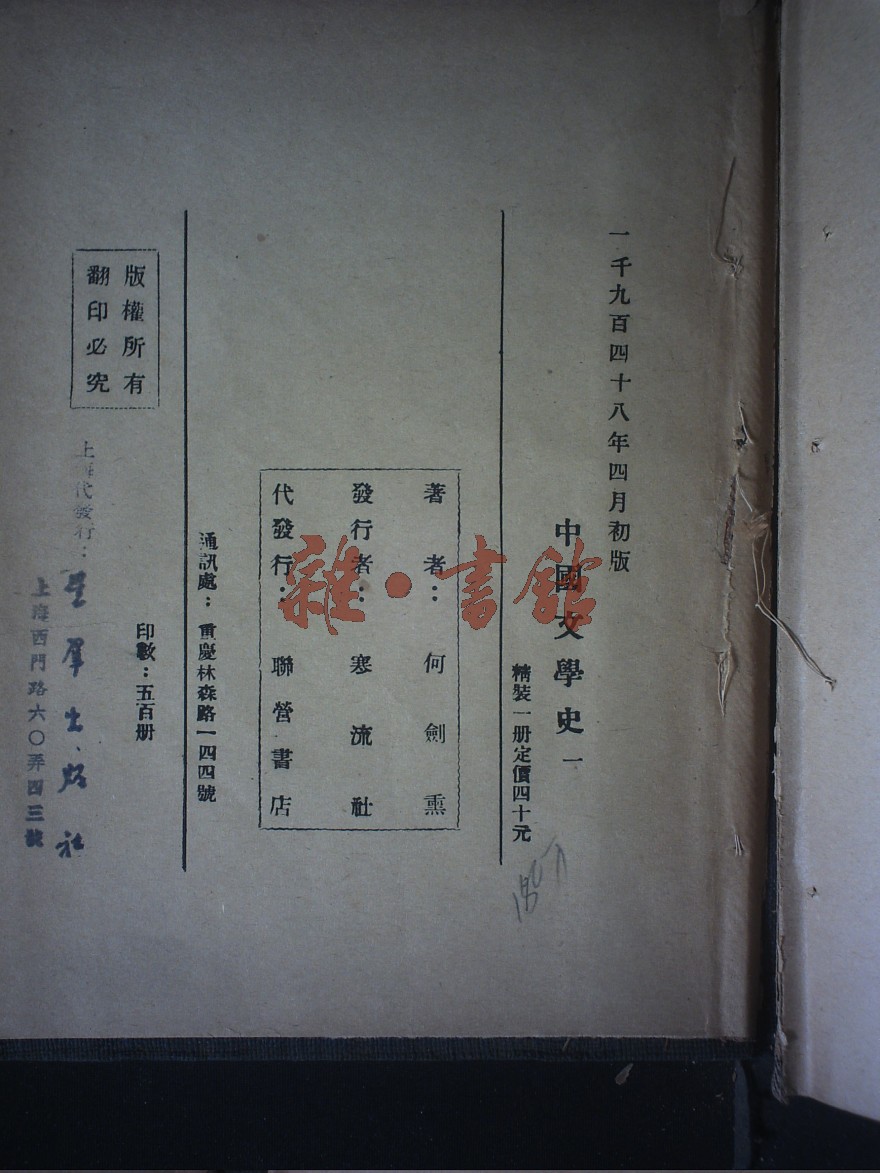 一千九百四十八年四月初版
中國文學史 一
精裝一册定價四十元
著者：何劍熏
發行者：寒流社
代發行：聯營書店
通訊處：重慶林森路一四四號
印數：五百册
版權所有
翻印必究
上海代發行：
羣出版社
上海西門路六〇弄四三號
雜·書館